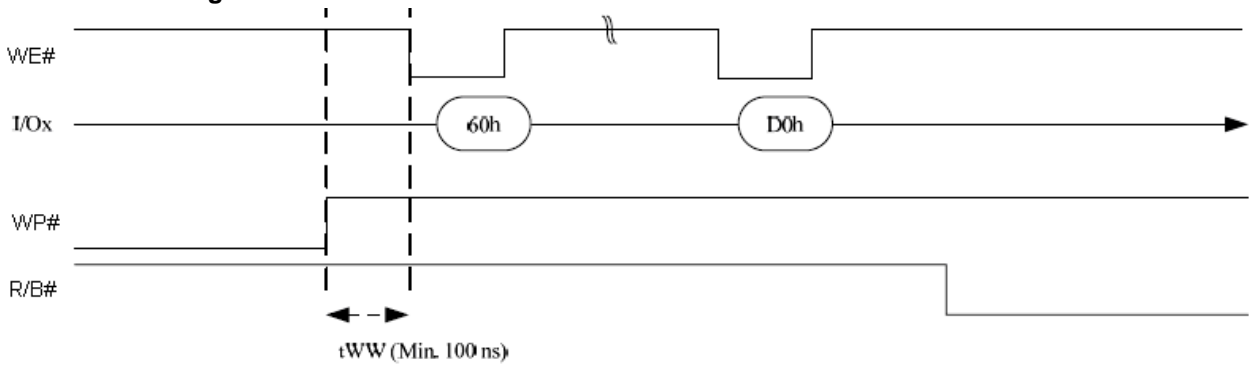 WE#
I/Ox
60h
D0h
WP#
R/B#
tWW (Min. 100 ns)